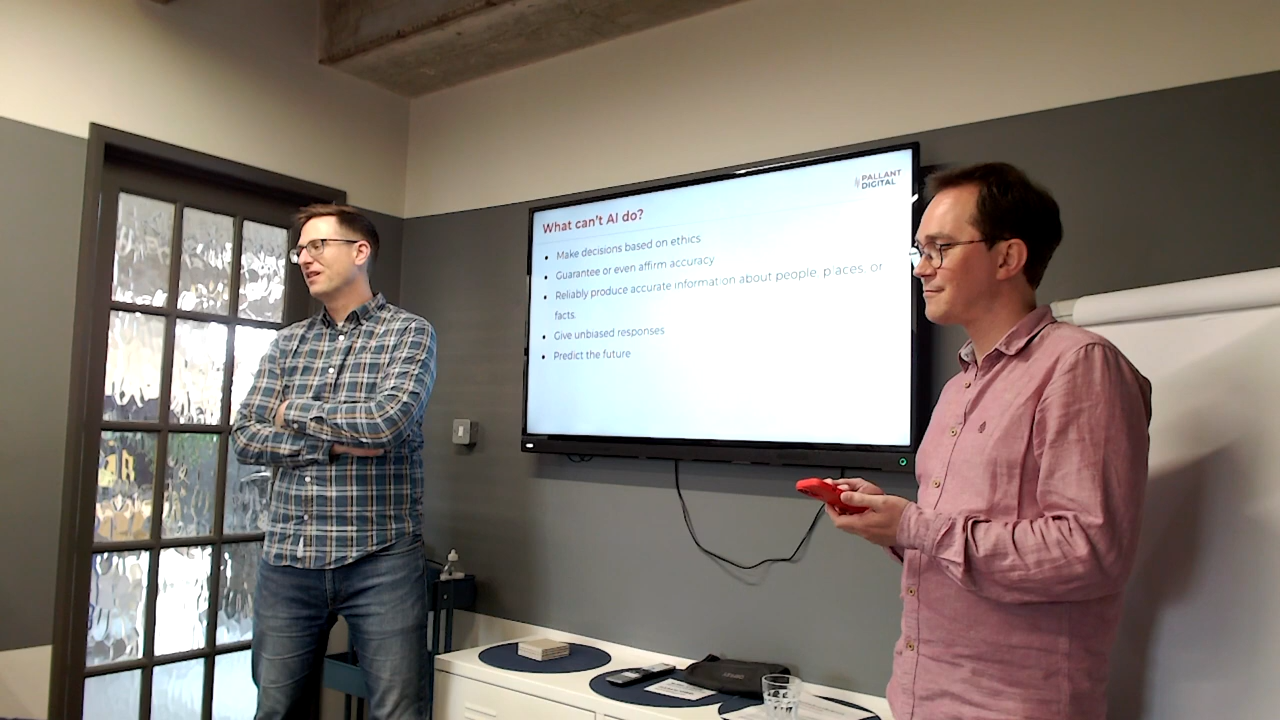 PALLANT
DIGITAL
What can't AI do?
• Make decisions based on ethics
• Guarantee or even affirm accuracy
• Reliably produce accurate information about people, places, or
facts.
• Give unbiased responses
• Predict the future